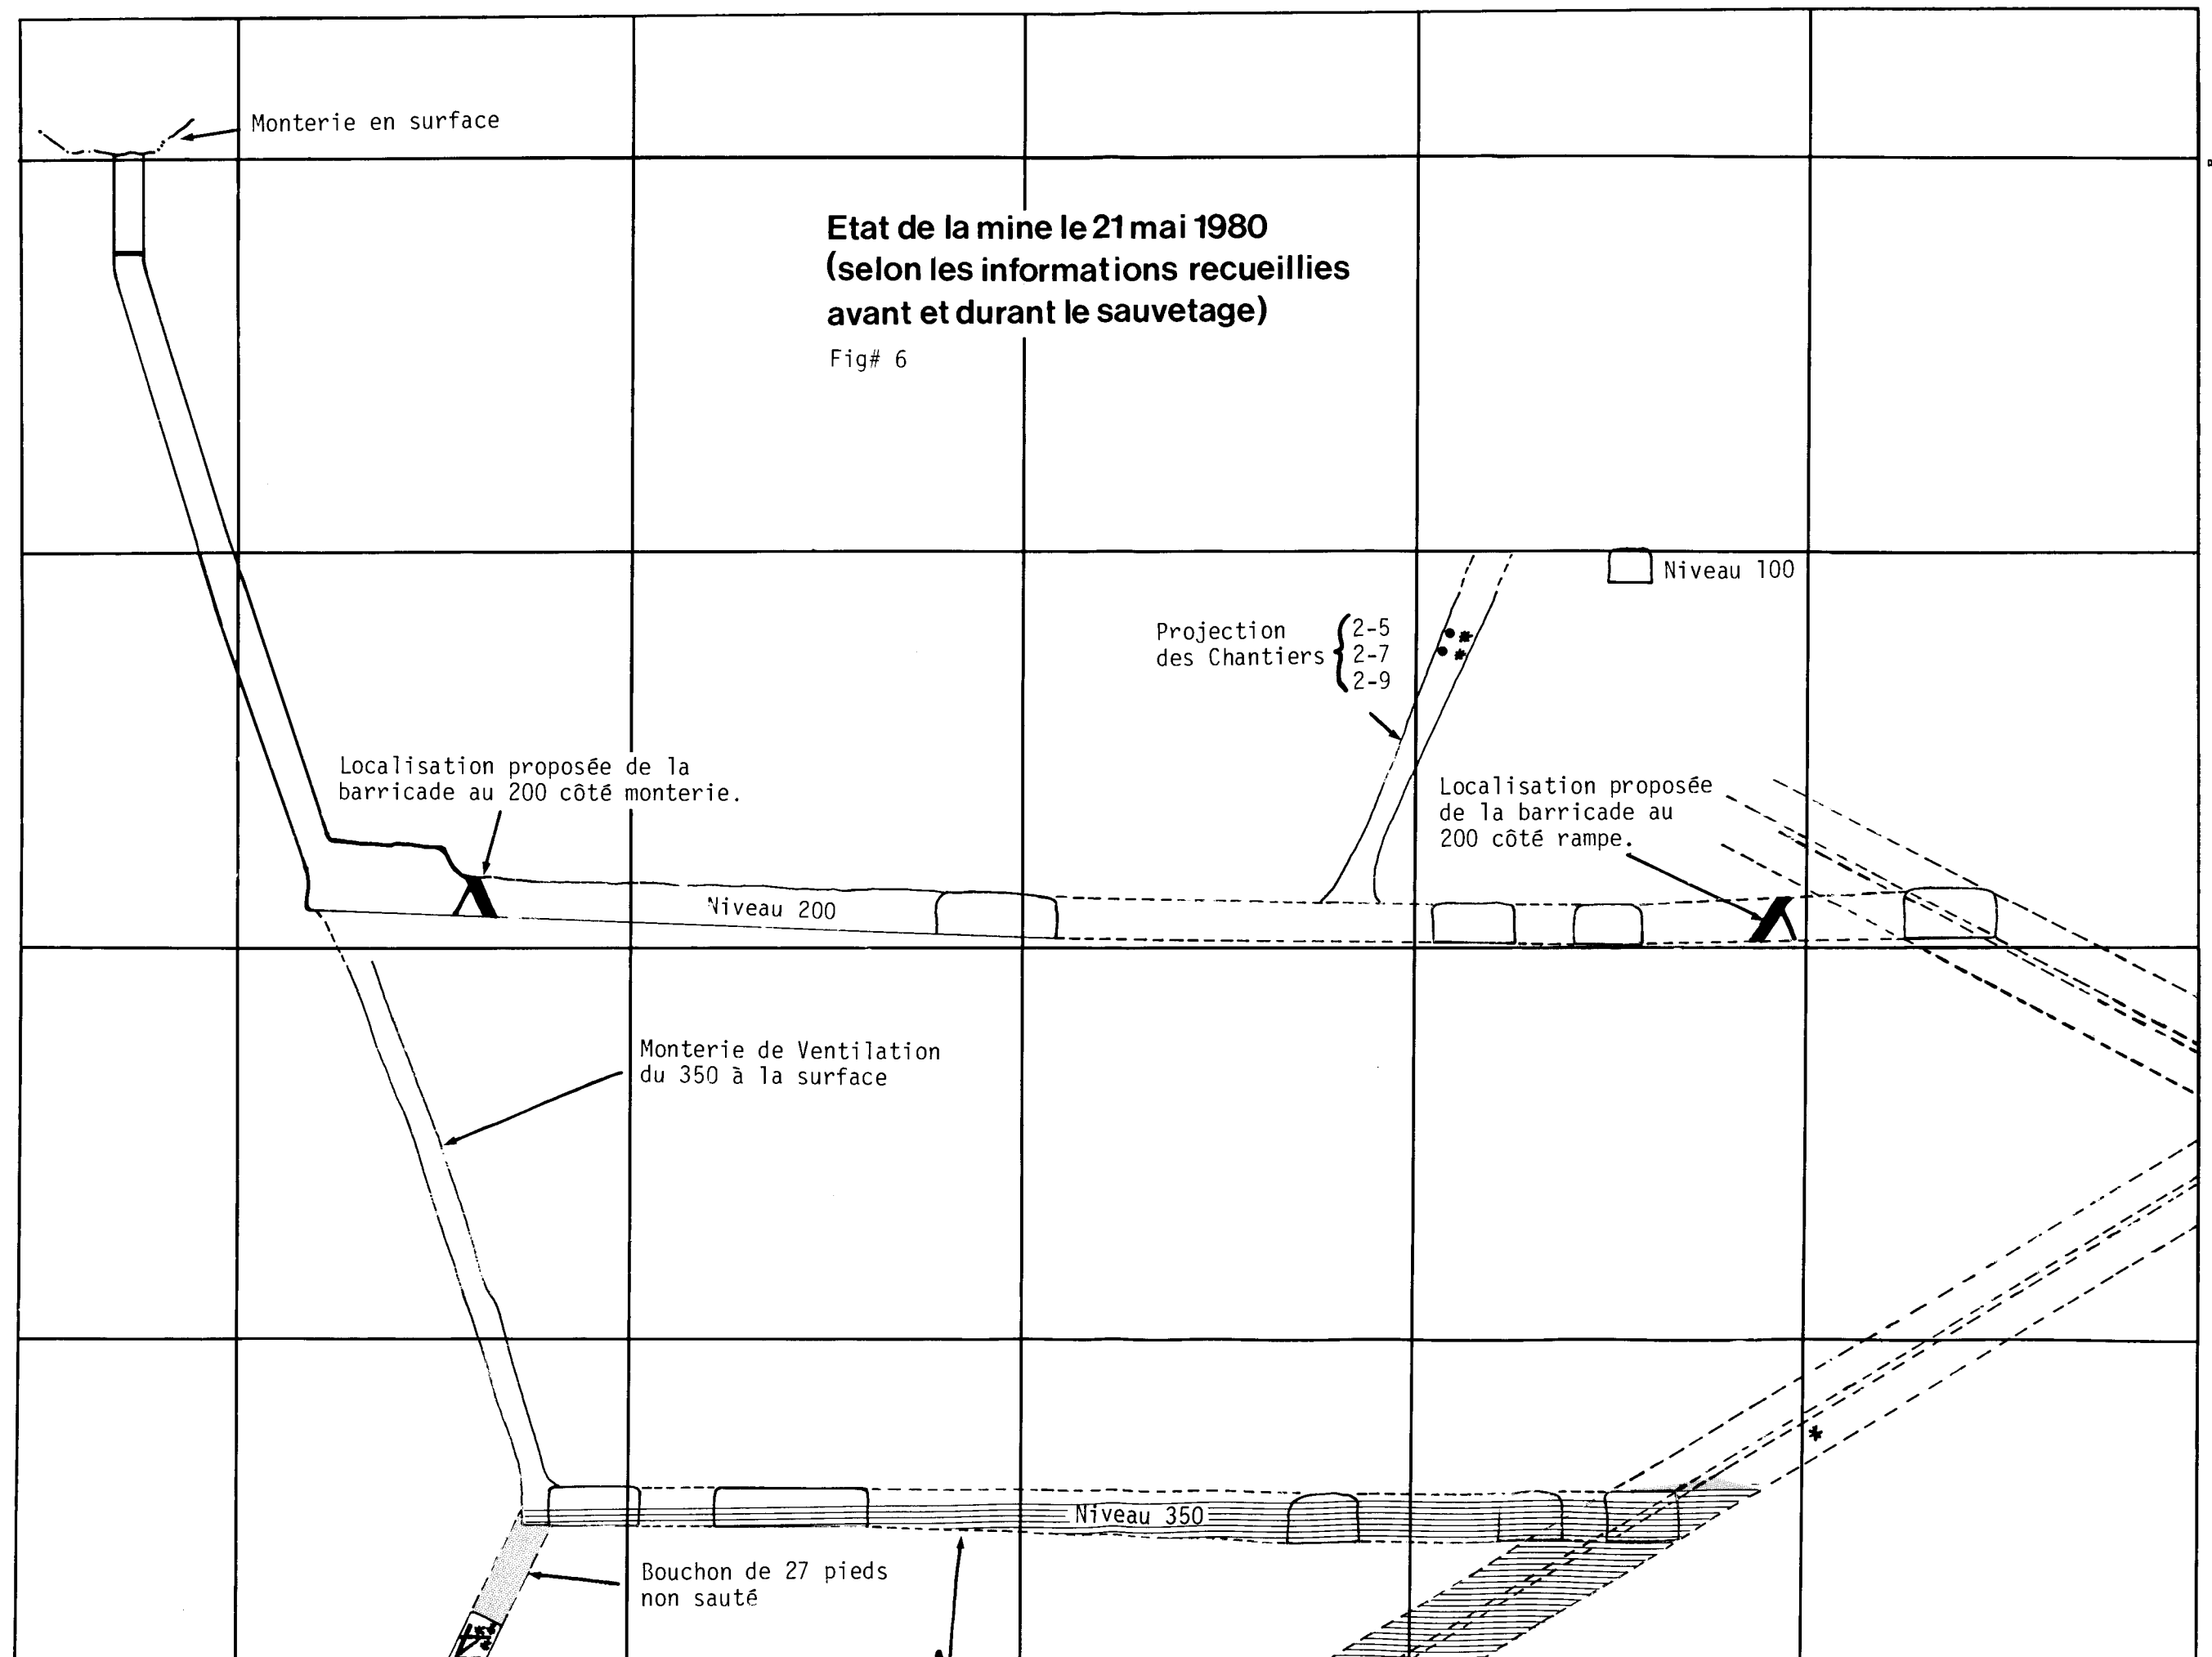 Monterie en surface
Etat de la mine le 21 mai 1980
(selon les informations recueillies
avant et durant le sauvetage)
Fig# 6
Niveau 100
Projection
des Chantiers
2-5
2-7
2-9
Localisation proposée de la
barricade au 200 côté monterie.
Localisation proposée
de la barricade au
200 côté rampe.
Niveau 200
Monterie de Ventilation
du 350 à la surface
Niveau 350
Bouchon de 27 pieds
non sauté